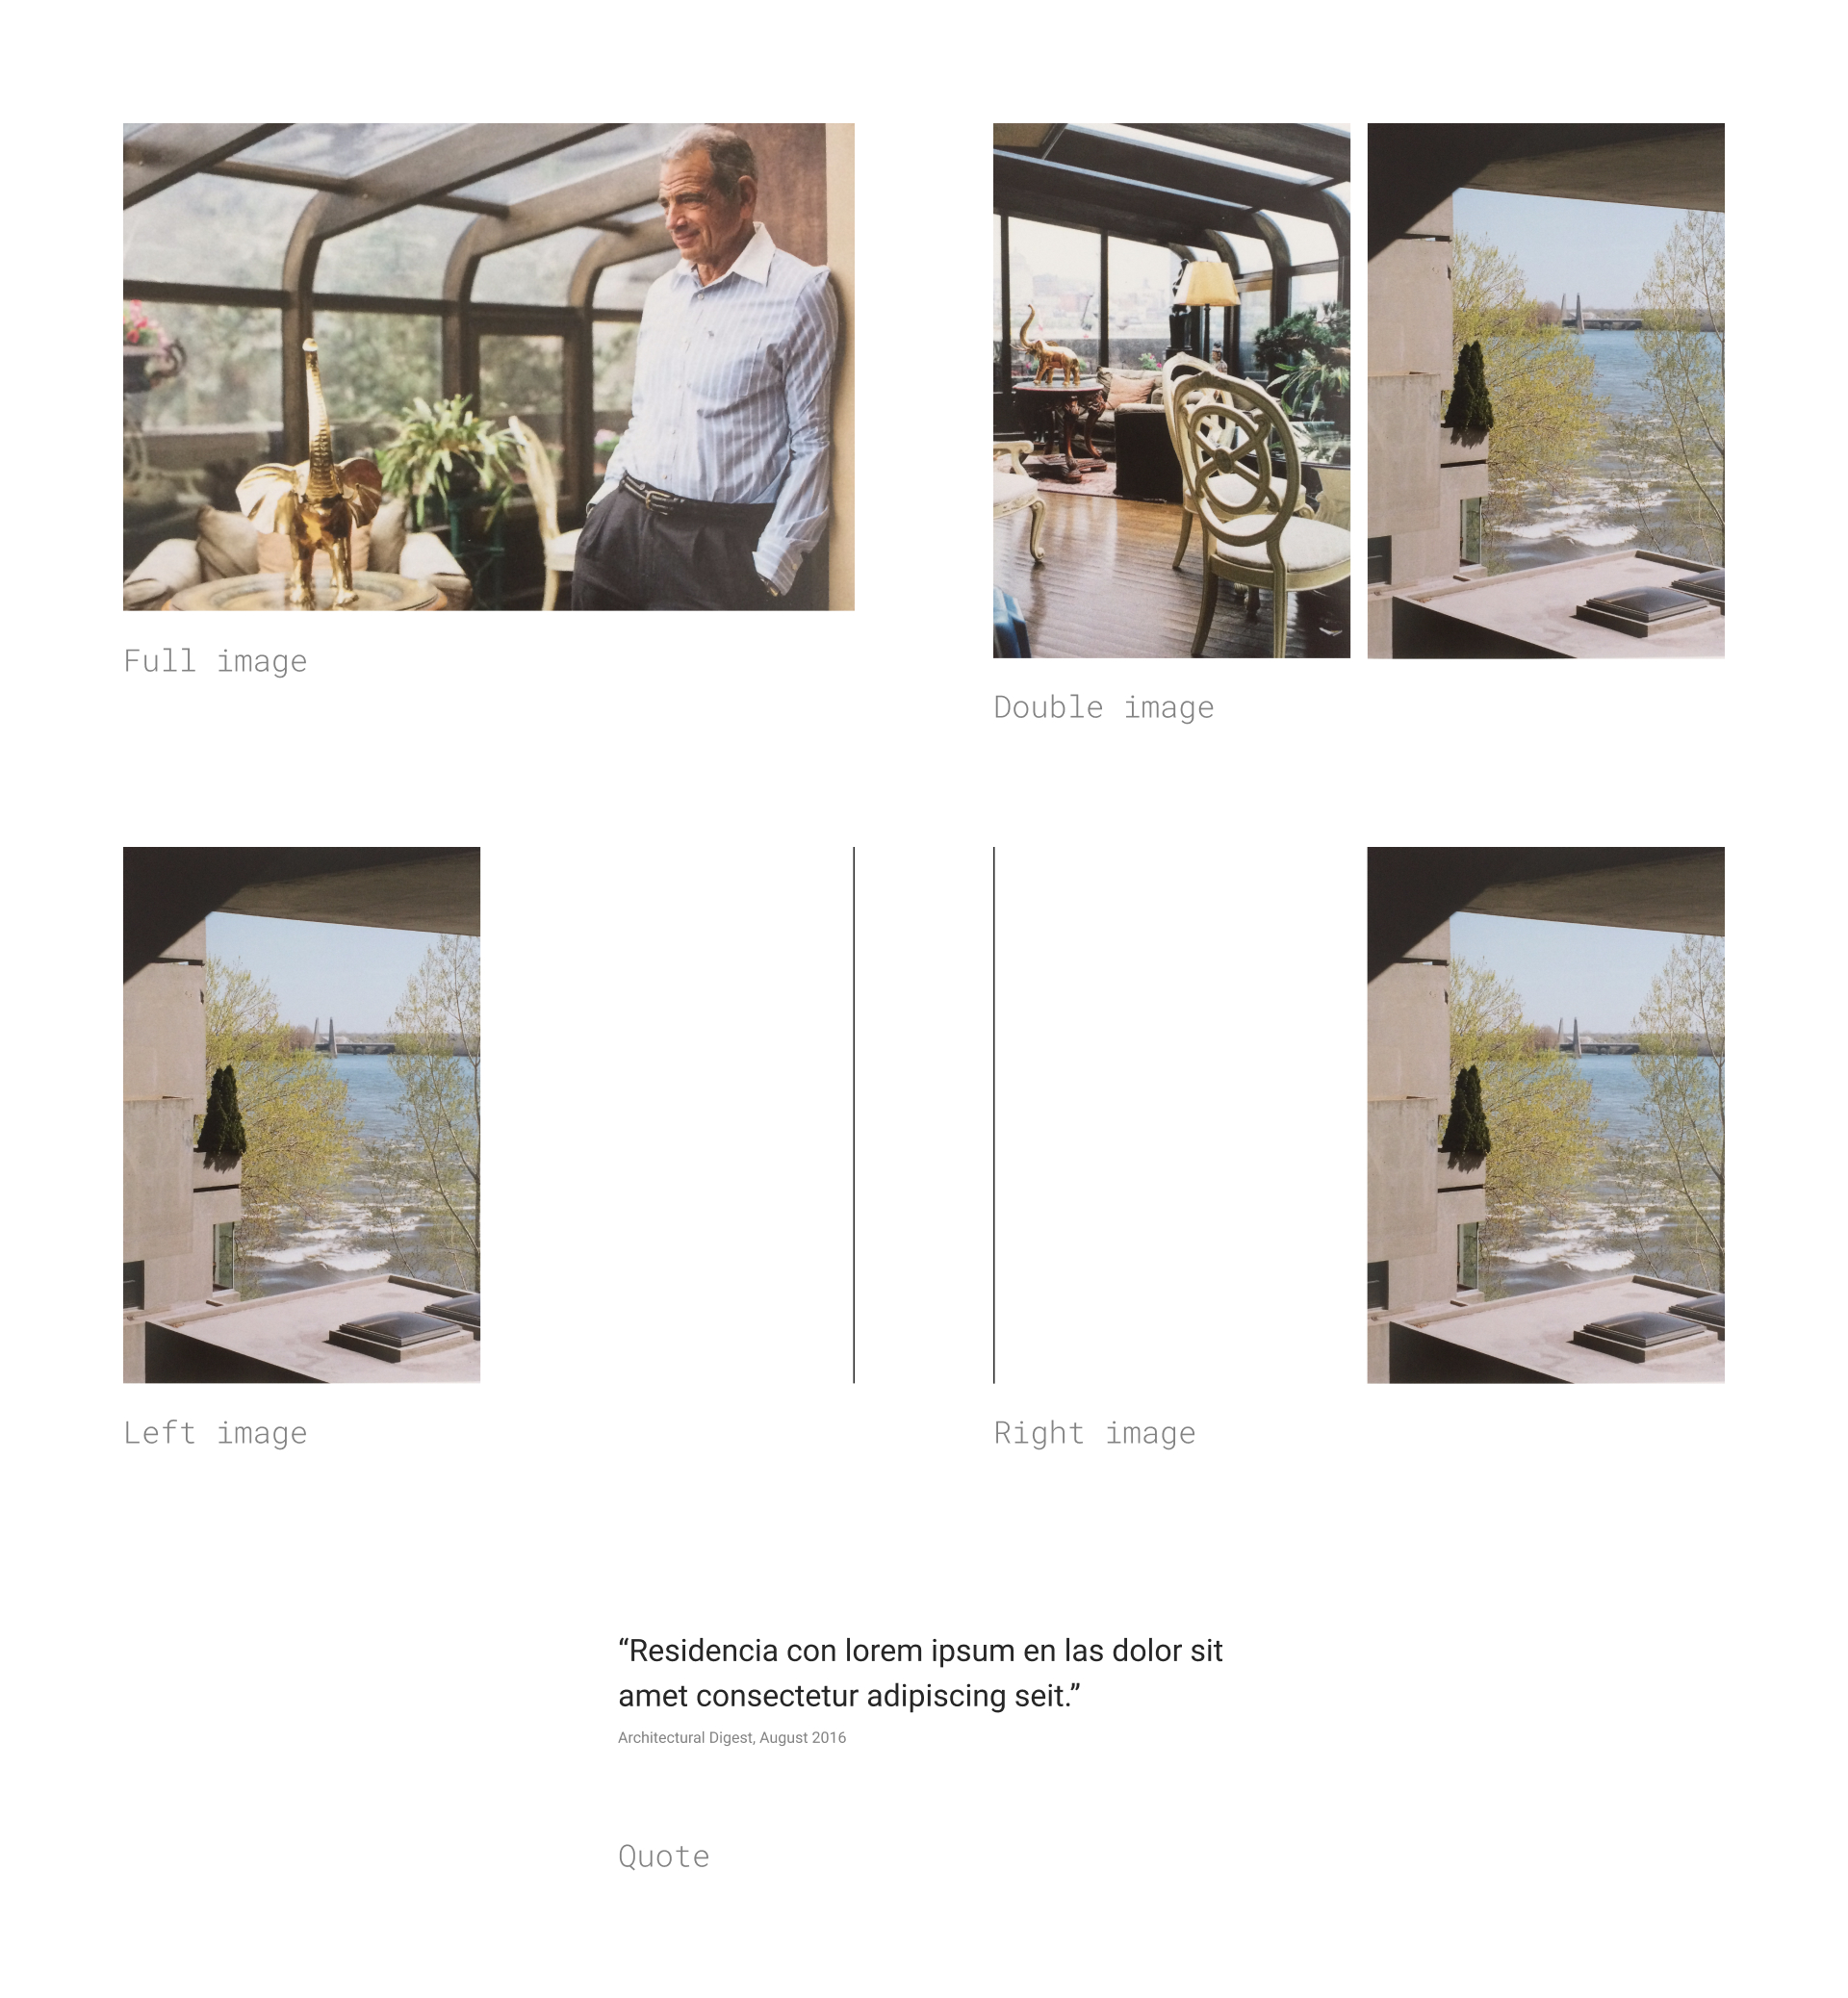 Full image
Double image
Left image
Right image
“Residencia con lorem ipsum en las dolor sit
amet consectetur adipiscing seit.”
Architectural Digest, August 2016
Quote